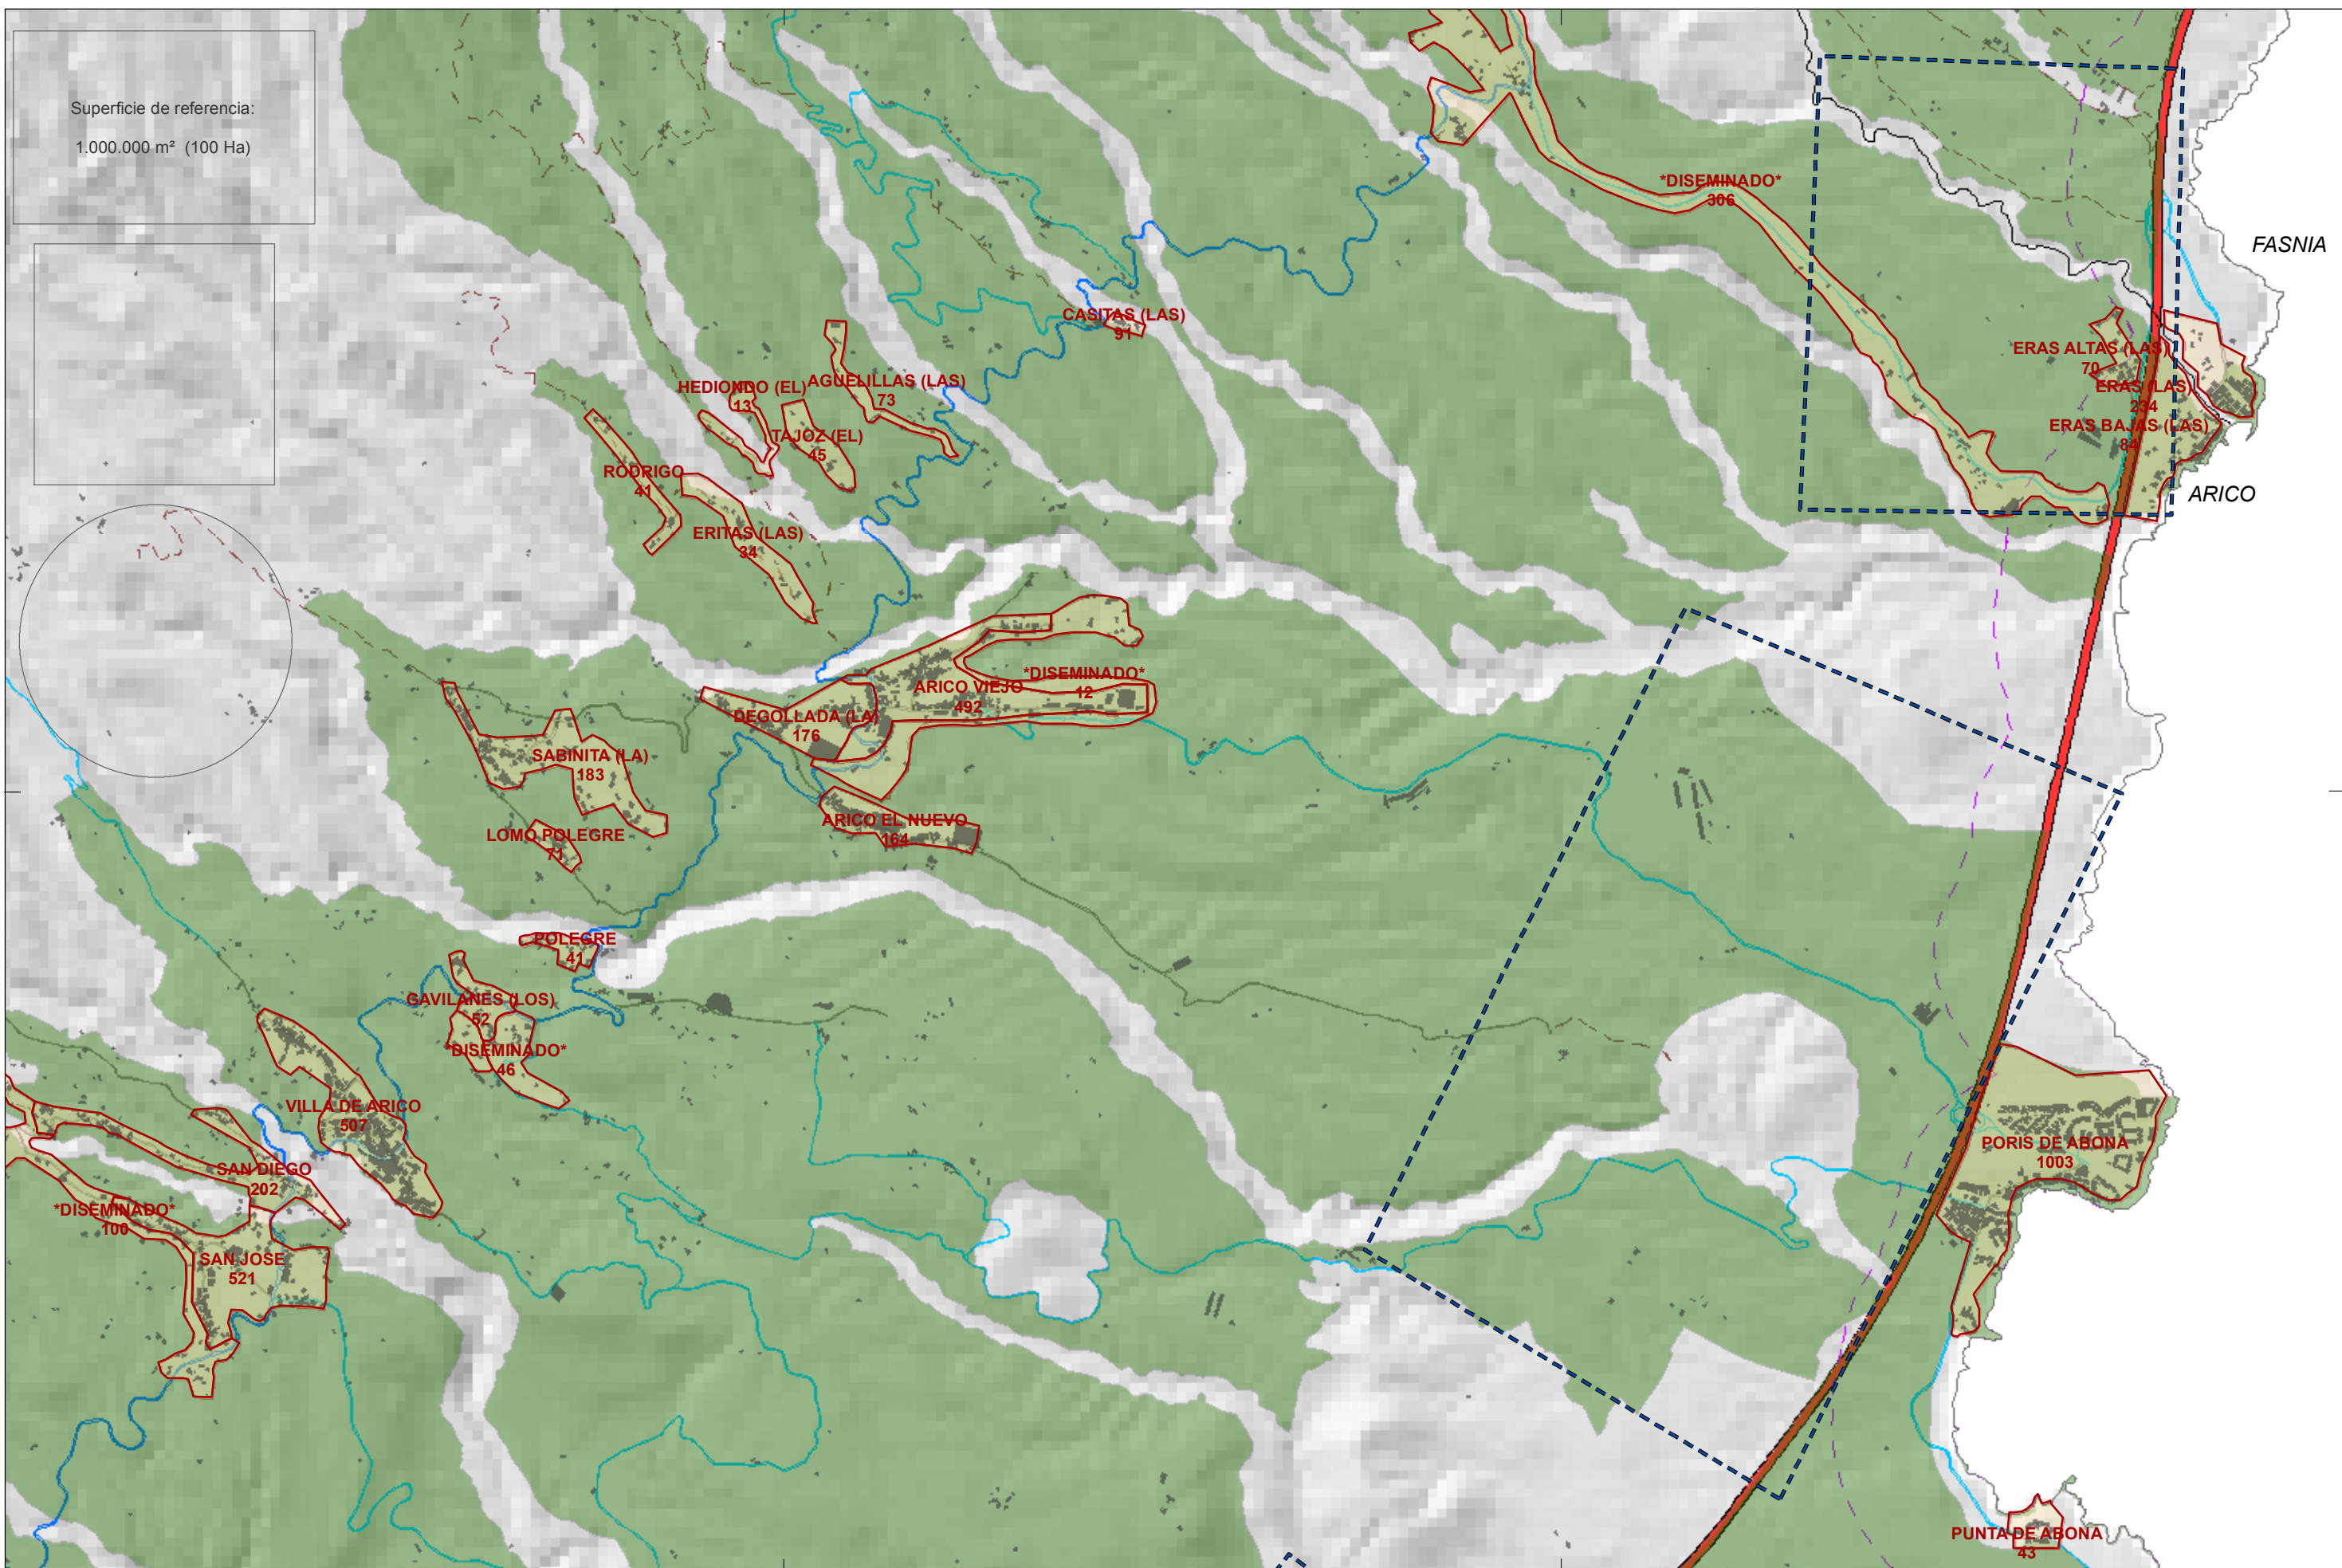 Superficie de referencia:
1.000.000 m² (100 Ha)
*DISEMINADO*
306
FASNIA
CASITAS (LAS)
91
ERAS ALTAS (LAS)
70
ERAS (LAS)
234
ERAS BAJAS (LAS)
84
ARICO
HEDIONDO (EL)
13
AGUELILLAS (LAS)
73
TAJOZ (EL)
45
RODRIGO
41
ERITAS (LAS)
34
*DISEMINADO*
12
ARICO VIEJO
492
DEGOLLADA (LA)
176
SABINITA (LA)
183
ARICO EL NUEVO
164
LOMO POLEGRE
71
POLEGRE
41
GAVILANES (LOS)
52
*DISEMINADO*
46
VILLA DE ARICO
507
SAN DIEGO
202
*DISEMINADO*
100
SAN JOSE
521
PORIS DE ABONA
1003
PUNTA DE ABONA
43